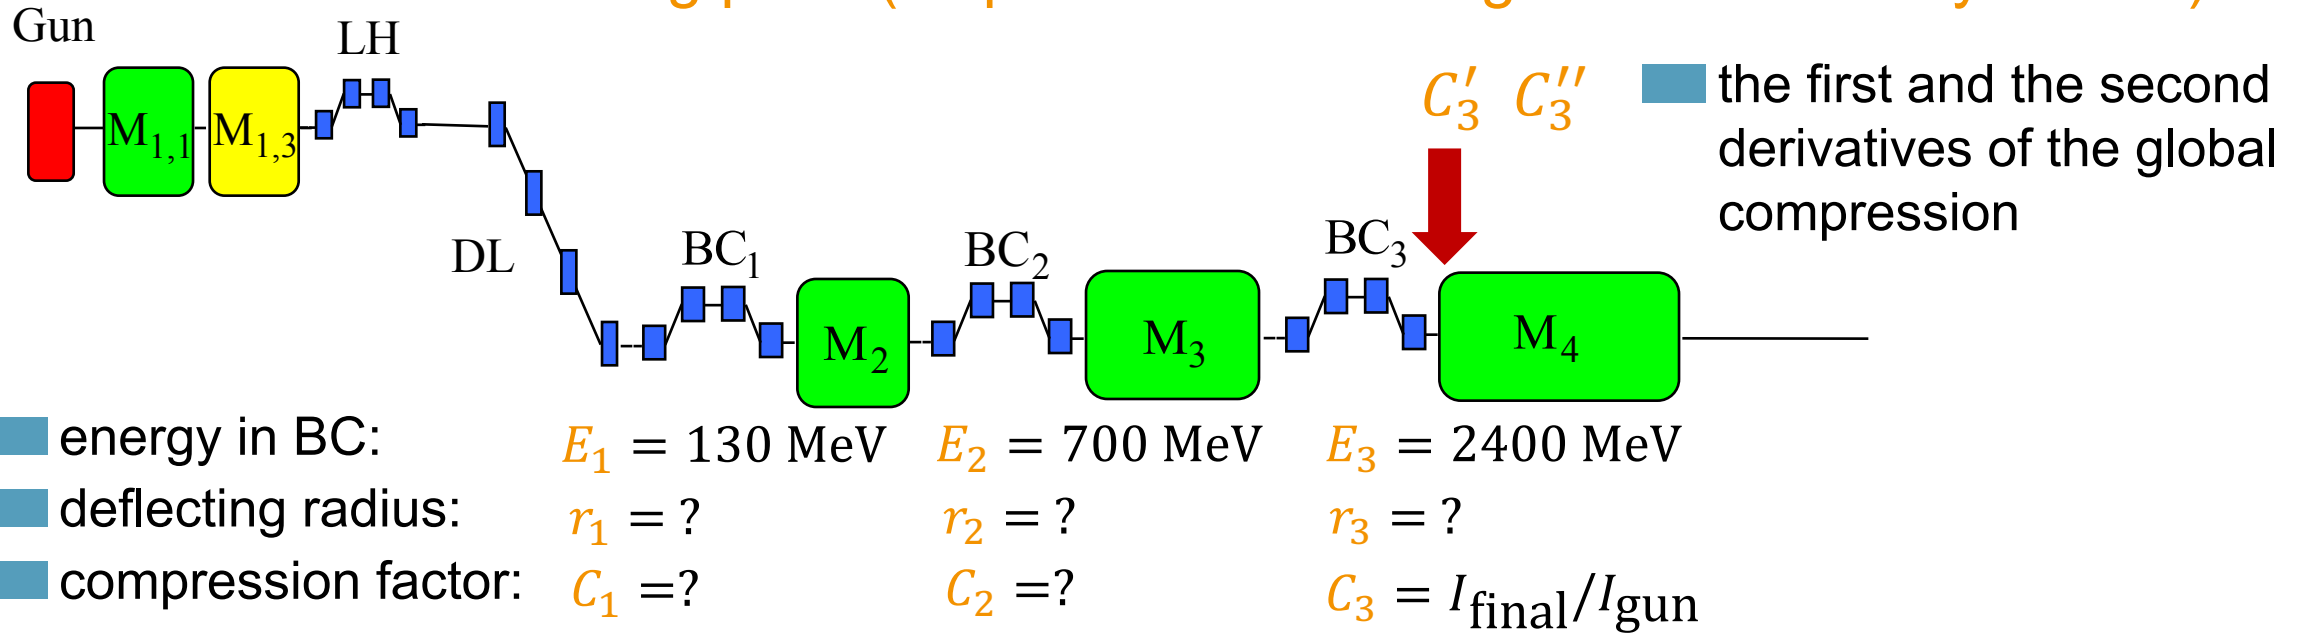 Gun
LH
M1,1
M1,3
C3′ C3″
the first and the second
derivatives of the global
compression
DL
BC1
BC2
BC3
M2
M3
M4
energy in BC: E1 = 130 MeV E2 = 700 MeV E3 = 2400 MeV
deflecting radius: r1 = ? r2 = ? r3 = ?
compression factor: C1 =? C2 =? C3 = Ifinal/Igun